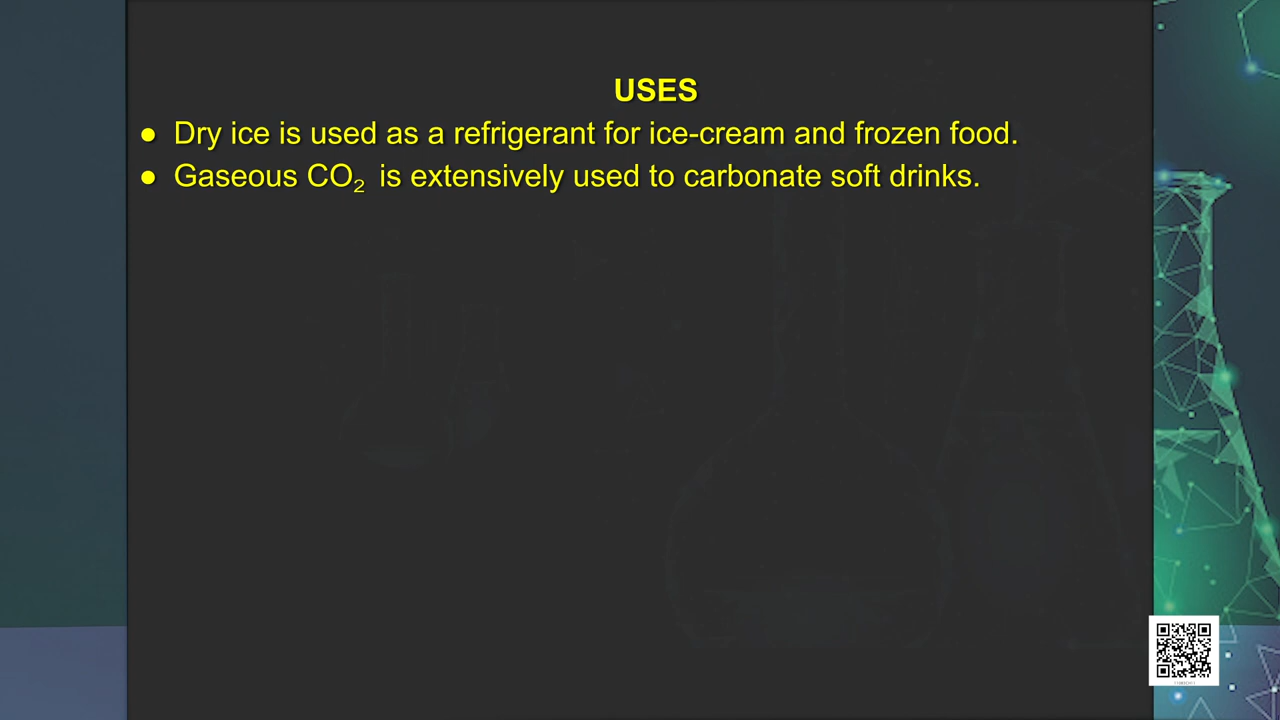 USES
● Dry ice is used as a refrigerant for ice-cream and frozen food.
● Gaseous CO₂ is extensively used to carbonate soft drinks.